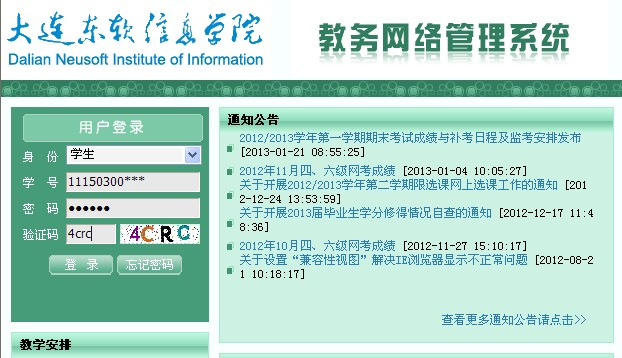 大连东软信息学院
Dalian Neusoft Institute of Information
教务网络管理系统
用户登录
身 份 学生
学 号 11150300***
密 码 ●●●●●●
验证码 4crc 4CRC
登 录 忘记密码
教学安排
通知公告
2012/2013学年第一学期期末考试成绩与补考日程及监考安排发布
[2013-01-21 08:55:25]
2012年11月四、六级网考成绩 [2013-01-04 10:05:27]
关于开展2012/2013学年第二学期限选课网上选课工作的通知 [201
2-12-24 13:53:59]
关于开展2013届毕业生学分修得情况自查的通知 [2012-12-17 11:4
8:36]
2012年10月四、六级网考成绩 [2012-11-27 15:10:17]
关于设置“兼容性视图”解决IE浏览器显示不正常问题 [2012-08-2
1 10:18:17]
查看更多通知公告请点击>>